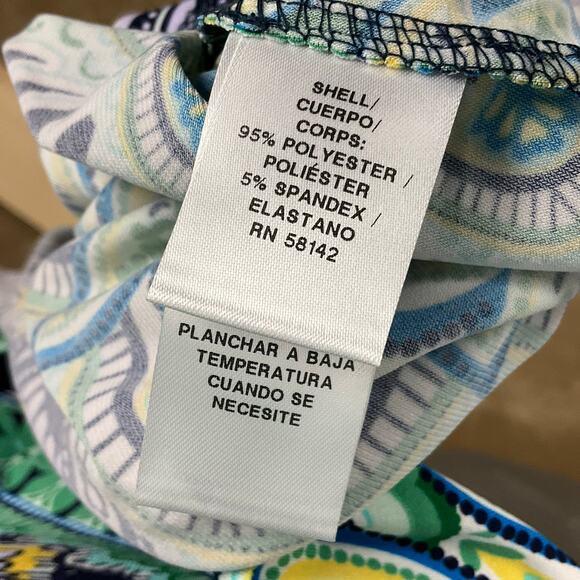 SHELL/
CUERPO/
CORPS:
95% POLYESTER /
POLIÉSTER
5% SPANDEX /
ELASTANO
RN 58142
PLANCHAR A BAJA
TEMPERATURA
CUANDO SE
NECESITE